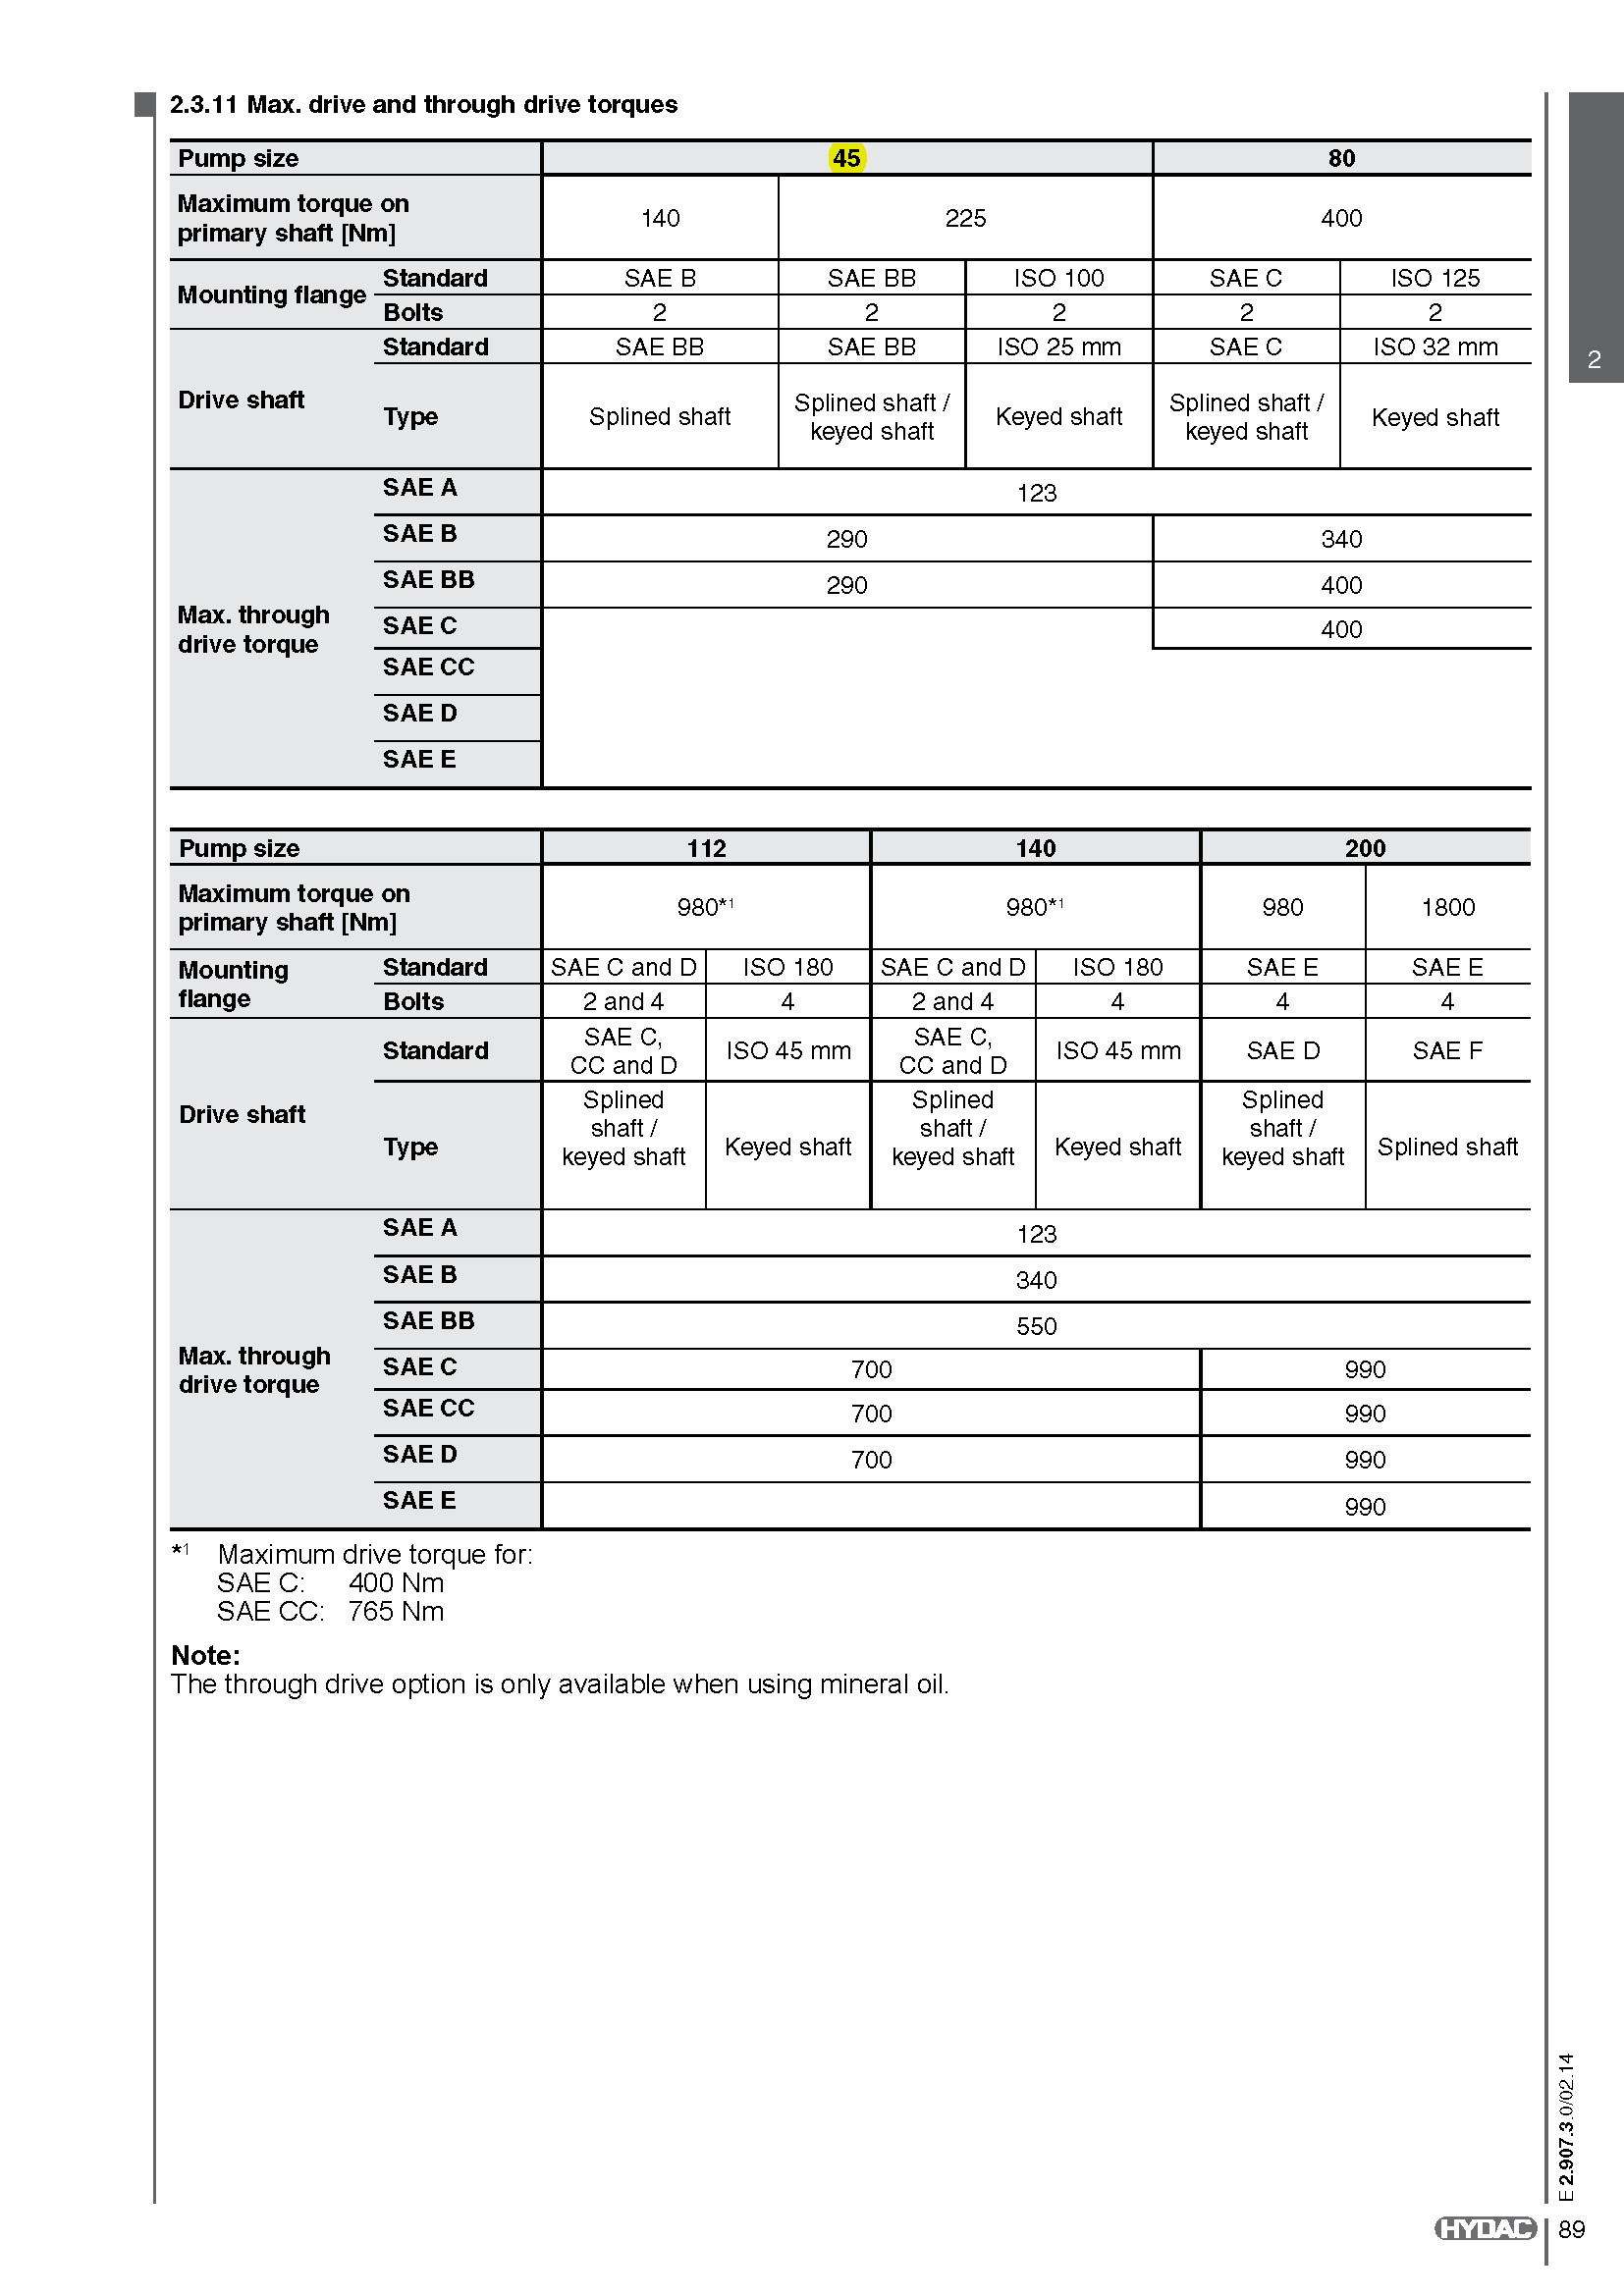 2.3.11 Max. drive and through drive torques
Pump size 45 80
Maximum torque on
primary shaft [Nm] 140 225 400
Mounting flange Standard SAE B SAE BB ISO 100 SAE C ISO 125
Bolts 2 2 2 2 2
Drive shaft Standard SAE BB SAE BB ISO 25 mm SAE C ISO 32 mm
Type Splined shaft Splined shaft / keyed shaft Keyed shaft Splined shaft / keyed shaft Keyed shaft
Max. through
drive torque
SAE A 123
SAE B 290 340
SAE BB 290 400
SAE C 400
SAE CC
SAE D
SAE E
Pump size 112 140 200
Maximum torque on
primary shaft [Nm] 980*1 980*1 980 1800
Mounting
flange
Standard SAE C and D ISO 180 SAE C and D ISO 180 SAE E SAE E
Bolts 2 and 4 4 2 and 4 4 4 4
Drive shaft
Standard SAE C, CC and D ISO 45 mm SAE C, CC and D ISO 45 mm SAE D SAE F
Type Splined shaft / keyed shaft Keyed shaft Splined shaft / keyed shaft Keyed shaft Splined shaft / keyed shaft Splined shaft
Max. through
drive torque
SAE A 123
SAE B 340
SAE BB 550
SAE C 700 990
SAE CC 700 990
SAE D 700 990
SAE E 990
*1 Maximum drive torque for:
SAE C: 400 Nm
SAE CC: 765 Nm
Note:
The through drive option is only available when using mineral oil.
2
E 2.907.3.0/02.14
HYDAC 89